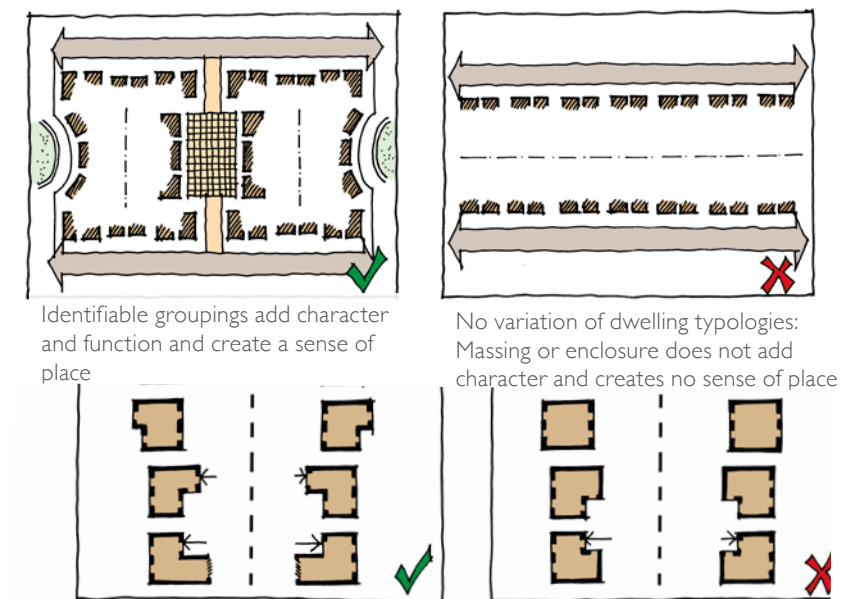 Identifiable groupings add character
and function and create a sense of
place
No variation of dwelling typologies:
Massing or enclosure does not add
character and creates no sense of place